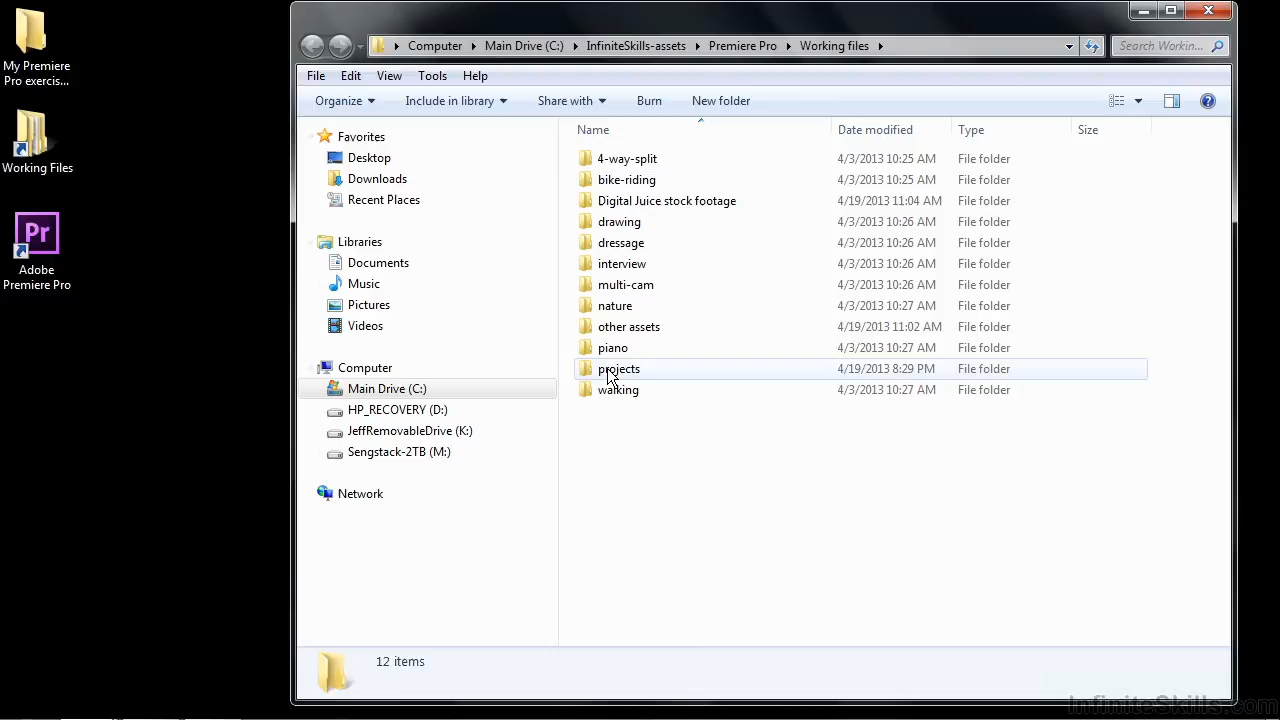 My Premiere
Pro exercis...
Working Files
Pr
Adobe
Premiere Pro
Computer Main Drive (C:) InfiniteSkills-assets Premiere Pro Working files
Search Workin...
File Edit View Tools Help
Organize Include in library Share with Burn New folder
Favorites
Desktop
Downloads
Recent Places
Libraries
Documents
Music
Pictures
Videos
Computer
Main Drive (C:)
HP_RECOVERY (D:)
JeffRemovableDrive (K:)
Sengstack-2TB (M:)
Network
Name Date modified Type Size
4-way-split 4/3/2013 10:25 AM File folder
bike-riding 4/3/2013 10:25 AM File folder
Digital Juice stock footage 4/19/2013 11:04 AM File folder
drawing 4/3/2013 10:26 AM File folder
dressage 4/3/2013 10:26 AM File folder
interview 4/3/2013 10:26 AM File folder
multi-cam 4/3/2013 10:26 AM File folder
nature 4/3/2013 10:27 AM File folder
other assets 4/19/2013 11:02 AM File folder
piano 4/3/2013 10:27 AM File folder
projects 4/19/2013 8:29 PM File folder
walking 4/3/2013 10:27 AM File folder
12 items
InfiniteSkills.com